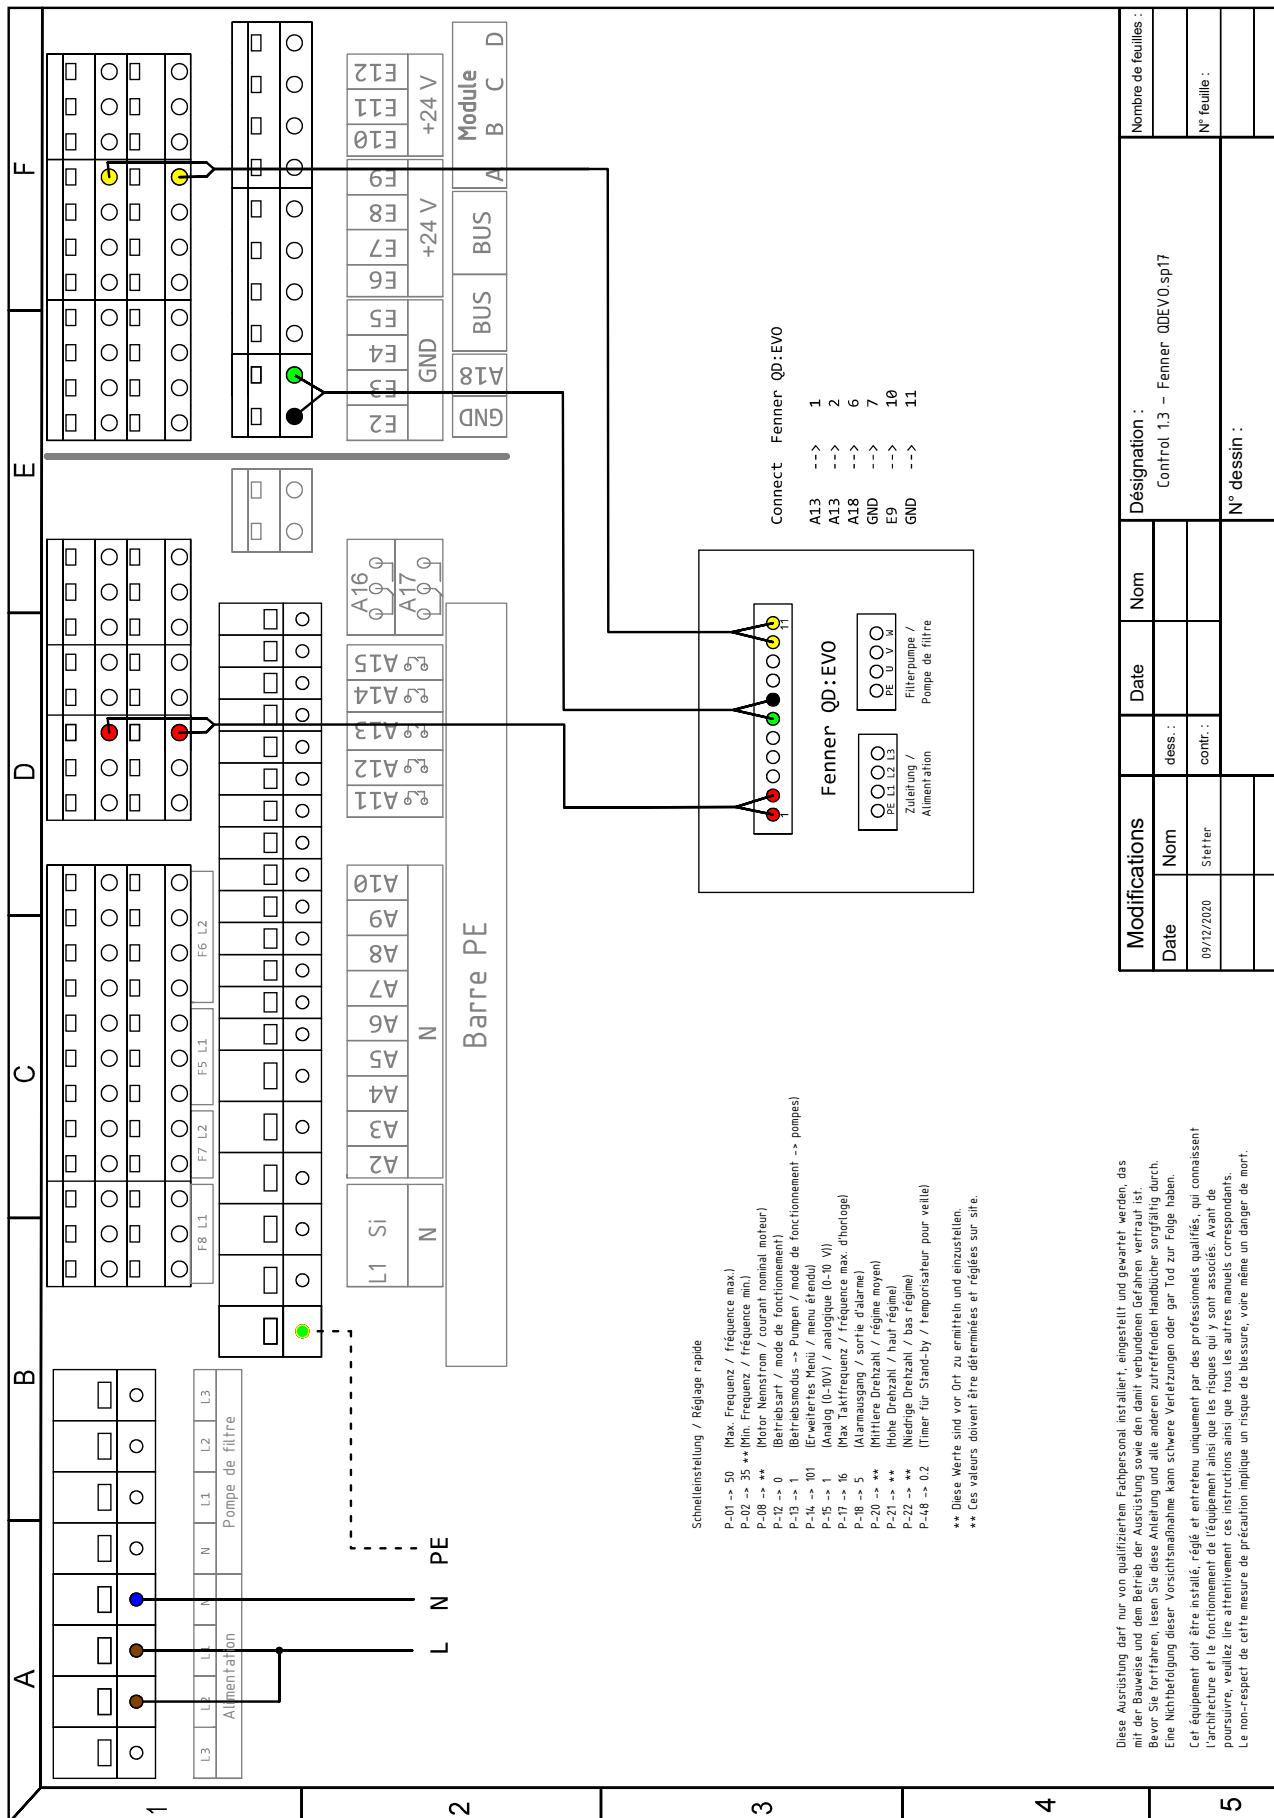 A
B
C
D
E
F
1
2
3
4
5
L3
L2
L1
N
N
L1
L2
L3
Alimentation
Pompe de filtre
L
N
PE
F8 L1
F7 L2
F5 L1
F6 L2
L1 Si
N
A2
A3
A4
A5
A6
A7
A8
A9
A10
N
Barre PE
A11
A12
A13
A14
A15
A16
A17
E2
E3
E4
E5
E6
E7
E8
E9
E10
E11
E12
GND
+24 V
+24 V
GND
A18
BUS
BUS
Module
A B C D
Schnelleinstellung / Réglage rapide
P-01 -> 50 (Max. Frequenz / fréquence max.)
P-02 -> 35 ** (Min. Frequenz / fréquence min.)
P-08 -> ** (Motor Nennstrom / courant nominal moteur)
P-12 -> 0 (Betriebsart / mode de fonctionnement)
P-13 -> 1 (Betriebsmodus -> Pumpen / mode de fonctionnement -> pompes)
P-14 -> 101 (Erweitertes Menü / menu étendu)
P-15 -> 1 (Analog (0-10V) / analogique (0-10 V))
P-17 -> 16 (Max Taktfrequenz / fréquence max. d'horloge)
P-18 -> 5 (Alarmausgang / sortie d'alarme)
P-20 -> ** (Mittlere Drehzahl / régime moyen)
P-21 -> ** (Hohe Drehzahl / haut régime)
P-22 -> ** (Niedrige Drehzahl / bas régime)
P-48 -> 0.2 (Timer für Stand-by / temporisateur pour veille)
** Diese Werte sind vor Ort zu ermitteln und einzustellen.
** Ces valeurs doivent être déterminées et réglées sur site.
1
11
Fenner QD:EVO
PE L1 L2 L3
Zuleitung /
Alimentation
PE U V W
Filterpumpe /
Pompe de filtre
Connect Fenner QD:EVO
A13 --> 1
A13 --> 2
A18 --> 6
GND --> 7
E9 --> 10
GND --> 11
Diese Ausrüstung darf nur von qualifiziertem Fachpersonal installiert, eingestellt und gewartet werden, das
mit der Bauweise und dem Betrieb der Ausrüstung sowie den damit verbundenen Gefahren vertraut ist.
Bevor Sie fortfahren, lesen Sie diese Anleitung und alle anderen zutreffenden Handbücher sorgfältig durch.
Eine Nichtbefolgung dieser Vorsichtsmaßnahme kann schwere Verletzungen oder gar Tod zur Folge haben.
Cet équipement doit être installé, réglé et entretenu uniquement par des professionnels qualifiés, qui connaissent
l'architecture et le fonctionnement de l'équipement ainsi que les risques qui y sont associés. Avant de
poursuivre, veuillez lire attentivement ces instructions ainsi que tous les autres manuels correspondants.
Le non-respect de cette mesure de précaution implique un risque de blessure, voire même un danger de mort.
Modifications
Date
Nom
09/12/2020
Stetter
Date
Nom
dess. :
contr. :
Désignation :
Control 1.3 - Fenner QDEVO.sp17
N° dessin :
Nombre de feuilles :
N° feuille :